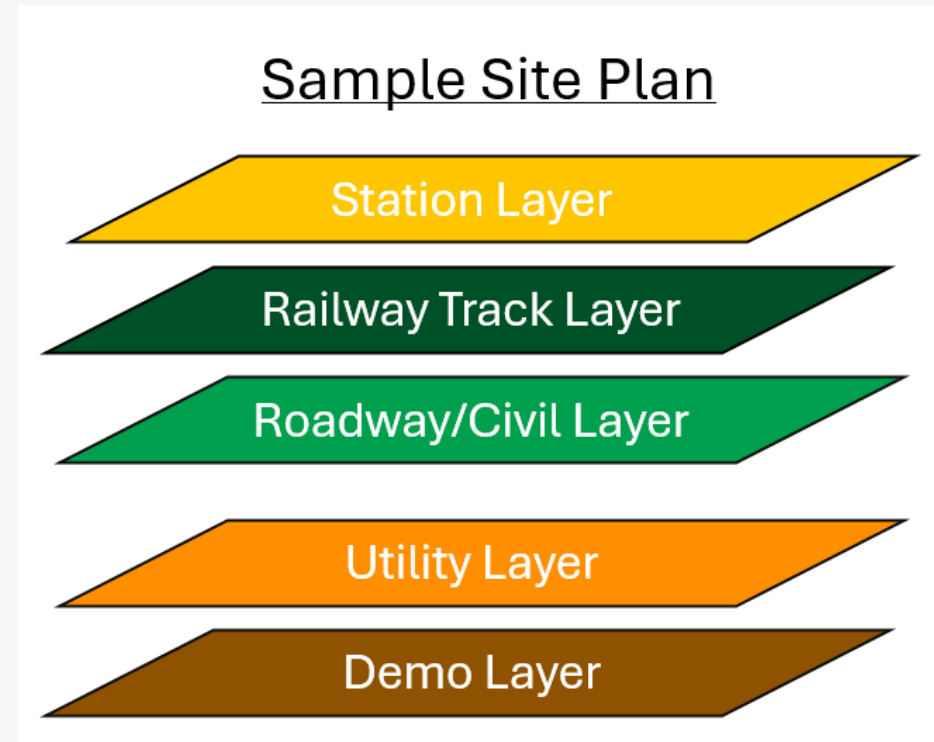 Sample Site Plan
Station Layer
Railway Track Layer
Roadway/Civil Layer
Utility Layer
Demo Layer